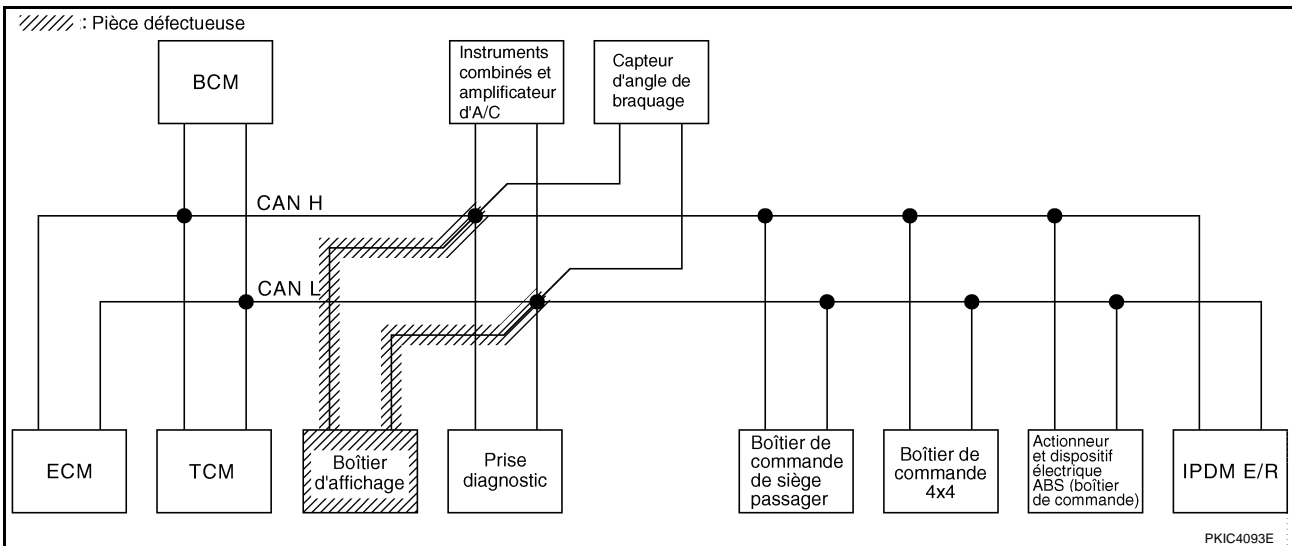 : Pièce défectueuse
BCM
Instruments
combinés et
amplificateur
d'A/C
Capteur
d'angle de
braquage
CAN H
CAN L
ECM
TCM
Boîtier
d'affichage
Prise
diagnostic
Boîtier de
commande
de siège
passager
Boîtier de
commande
4x4
Actionneur
et dispositif
électrique
ABS (boîtier
de commande)
IPDM E/R
PKIC4093E